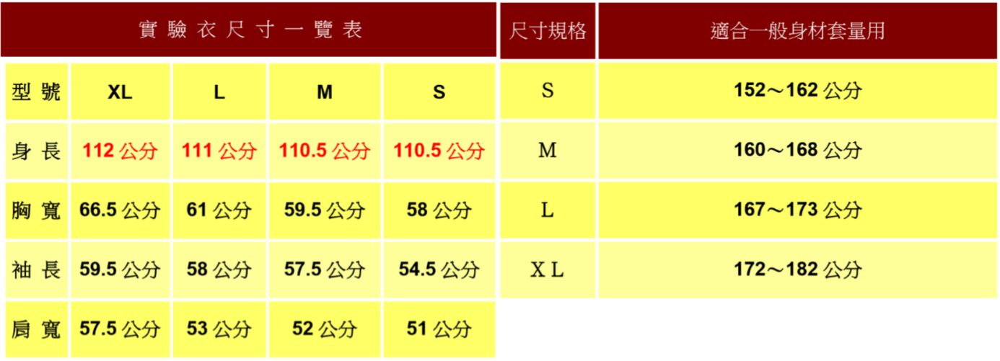 實 驗 衣 尺 寸 一 覽 表
型 號 XL L M S
身 長 112 公分 111 公分 110.5 公分 110.5 公分
胸 寬 66.5 公分 61 公分 59.5 公分 58 公分
袖 長 59.5 公分 58 公分 57.5 公分 54.5 公分
肩 寬 57.5 公分 53 公分 52 公分 51 公分
尺寸規格 適合一般身材套量用
S 152～162 公分
M 160～168 公分
L 167～173 公分
X L 172～182 公分